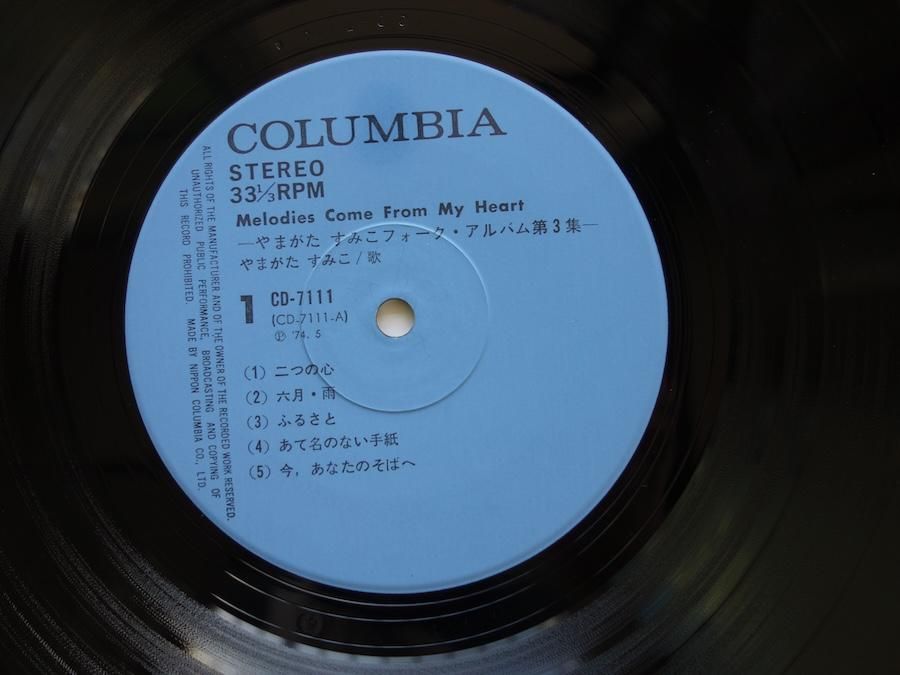 COLUMBIA
STEREO
33⅓RPM
Melodies Come From My Heart
―やまがた すみこフォーク・アルバム第3集―
やまがた すみこ/歌
1
CD-7111
(CD-7111-A)
Ⓟ '74. 5
(1) 二つの心
(2) 六月・雨
(3) ふるさと
(4) あて名のない手紙
(5) 今，あなたのそばへ
ALL RIGHTS OF THE MANUFACTURER AND OF THE OWNER OF THE RECORDED WORK RESERVED.
UNAUTHORIZED PUBLIC PERFORMANCE, BROADCASTING AND COPYING OF
THIS RECORD PROHIBITED. MADE BY NIPPON COLUMBIA CO., LTD.